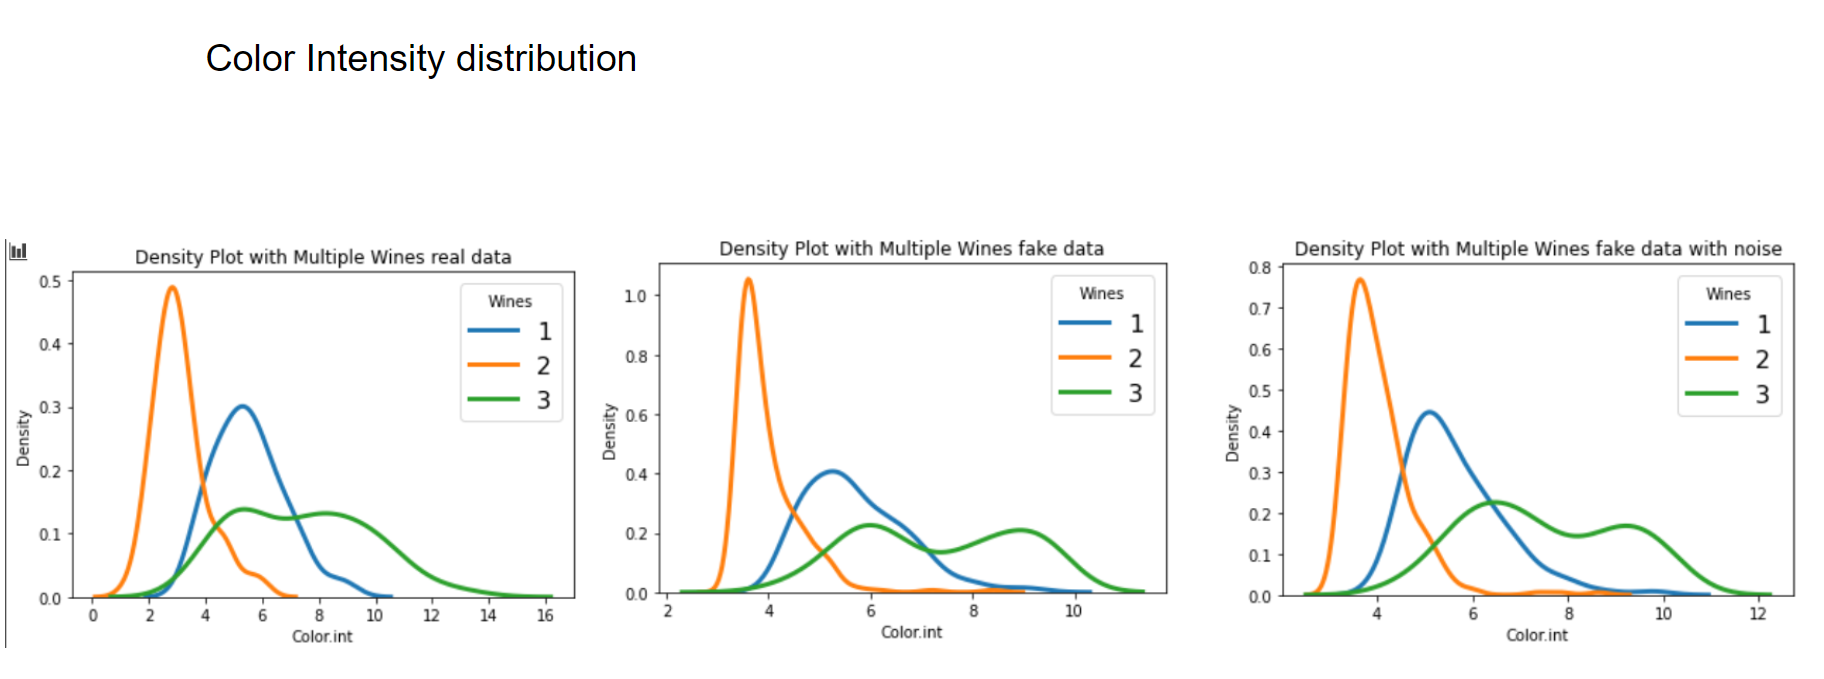 Color Intensity distribution
Density Plot with Multiple Wines real data
0.5
0.4
0.3
0.2
0.1
0.0
Density
0 2 4 6 8 10 12 14 16
Color.int
Wines
1
2
3
Density Plot with Multiple Wines fake data
1.0
0.8
0.6
0.4
0.2
0.0
Density
2 4 6 8 10
Color.int
Wines
1
2
3
Density Plot with Multiple Wines fake data with noise
0.8
0.7
0.6
0.5
0.4
0.3
0.2
0.1
0.0
Density
4 6 8 10 12
Color.int
Wines
1
2
3